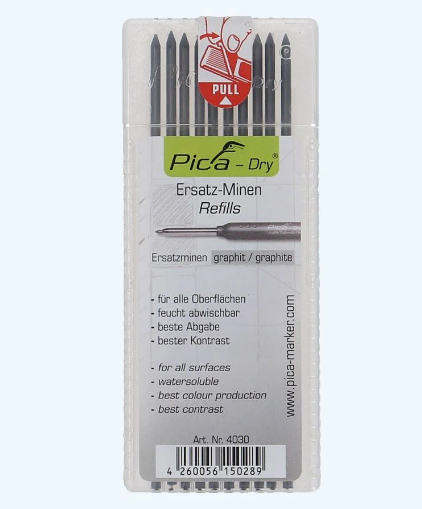 PULL
Pica - Dry®
Ersatz-Minen
Refills
Ersatzminen graphit / graphite
- für alle Oberflächen
- feucht abwischbar
- beste Abgabe
- bester Kontrast
- for all surfaces
- watersoluble
- best colour production
- best contrast
www.pica-marker.com
Art. Nr. 4030
4 260056 150289